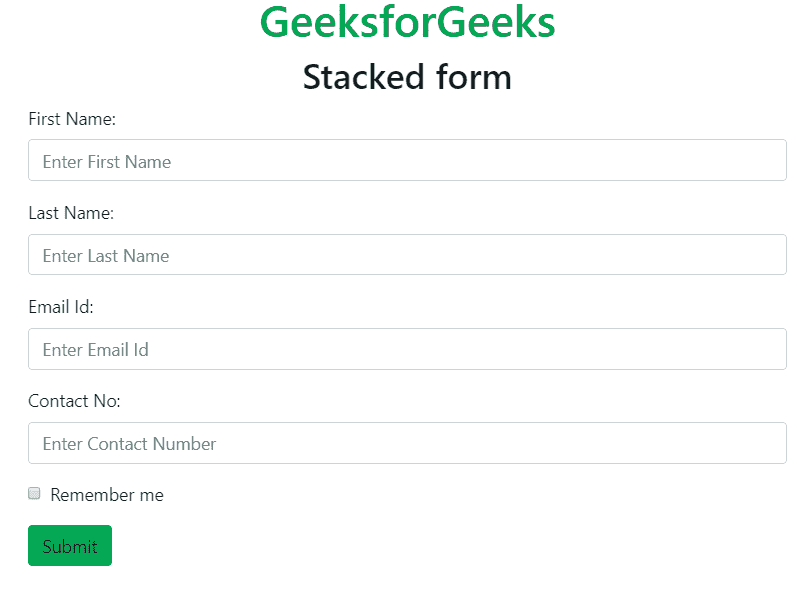 GeeksforGeeks
Stacked form
First Name:
Enter First Name
Last Name:
Enter Last Name
Email Id:
Enter Email Id
Contact No:
Enter Contact Number
Remember me
Submit